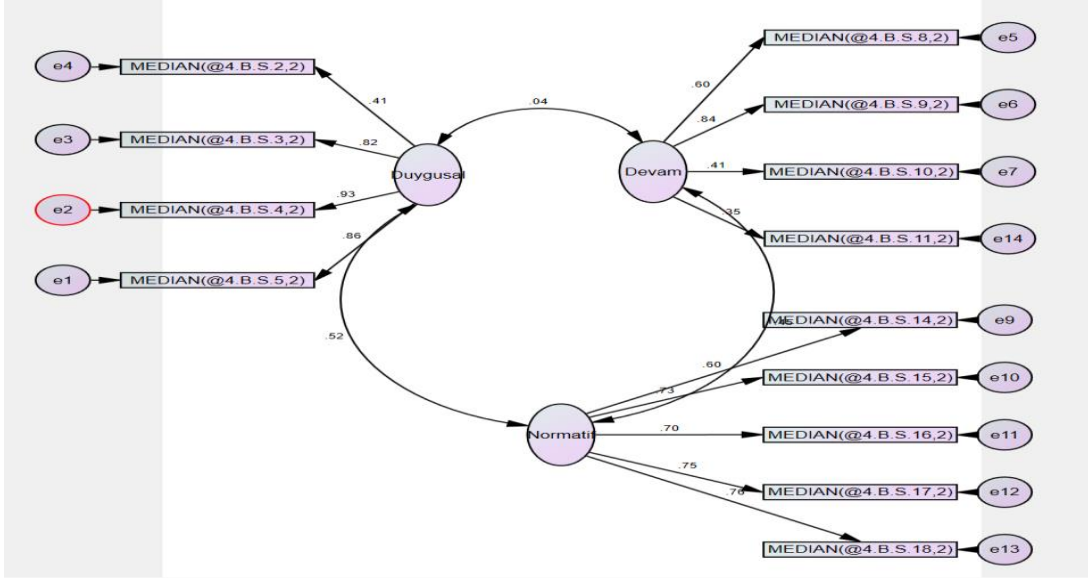 e4
MEDIAN(@4.B.S.2,2)
.41
e3
MEDIAN(@4.B.S.3,2)
.82
e2
MEDIAN(@4.B.S.4,2)
.93
e1
MEDIAN(@4.B.S.5,2)
.86
Duygusal
.04
Devam
.60
MEDIAN(@4.B.S.8,2)
e5
.84
MEDIAN(@4.B.S.9,2)
e6
.41
MEDIAN(@4.B.S.10,2)
e7
.35
MEDIAN(@4.B.S.11,2)
e14
.52
Normatif
.60
MEDIAN(@4.B.S.14,2)
e9
.73
MEDIAN(@4.B.S.15,2)
e10
.70
MEDIAN(@4.B.S.16,2)
e11
.75
MEDIAN(@4.B.S.17,2)
e12
.76
MEDIAN(@4.B.S.18,2)
e13